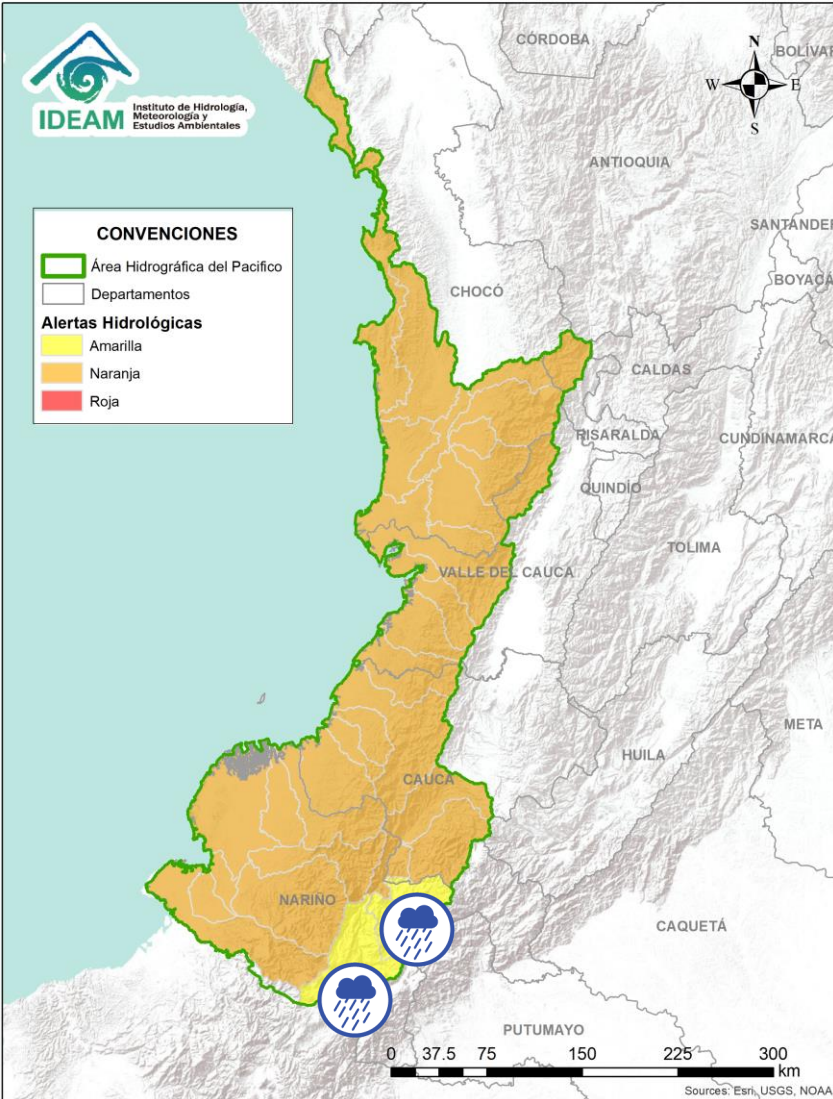 IDEAM
Instituto de Hidrología,
Meteorología y
Estudios Ambientales
N
W
E
S
CÓRDOBA
BOLÍVAR
ANTIOQUIA
SANTANDER
BOYACÁ
CHOCÓ
CALDAS
RISARALDA
CUNDINAMARCA
QUINDÍO
TOLIMA
VALLE DEL CAUCA
META
HUILA
CAUCA
NARIÑO
CAQUETÁ
PUTUMAYO
CONVENCIONES
Área Hidrográfica del Pacifico
Departamentos
Alertas Hidrológicas
Amarilla
Naranja
Roja
0 37.5 75 150 225 300
km
Sources: Esri, USGS, NOAA